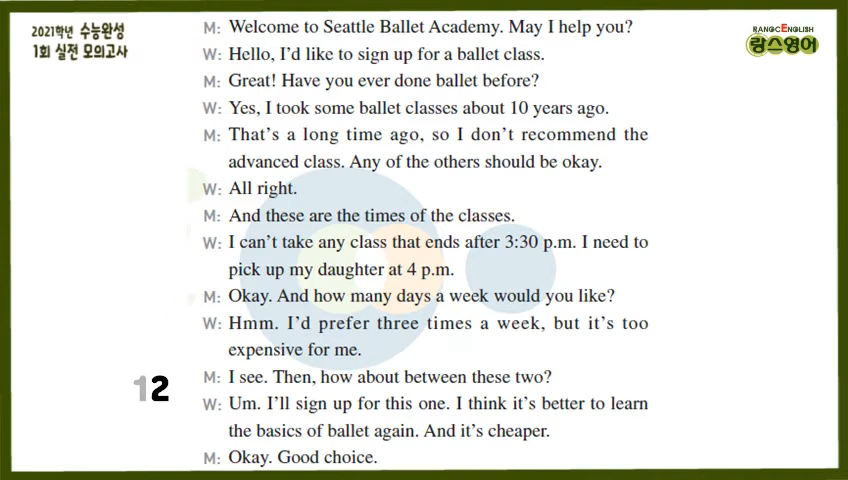 2021학년 수능완성
1회 실전 모의고사
RANGCENGLISH
랑스영어
M: Welcome to Seattle Ballet Academy. May I help you?
W: Hello, I'd like to sign up for a ballet class.
M: Great! Have you ever done ballet before?
W: Yes, I took some ballet classes about 10 years ago.
M: That's a long time ago, so I don't recommend the
advanced class. Any of the others should be okay.
W: All right.
M: And these are the times of the classes.
W: I can't take any class that ends after 3:30 p.m. I need to
pick up my daughter at 4 p.m.
M: Okay. And how many days a week would you like?
W: Hmm. I'd prefer three times a week, but it's too
expensive for me.
M: I see. Then, how about between these two?
12
W: Um. I'll sign up for this one. I think it's better to learn
the basics of ballet again. And it's cheaper.
M: Okay. Good choice.